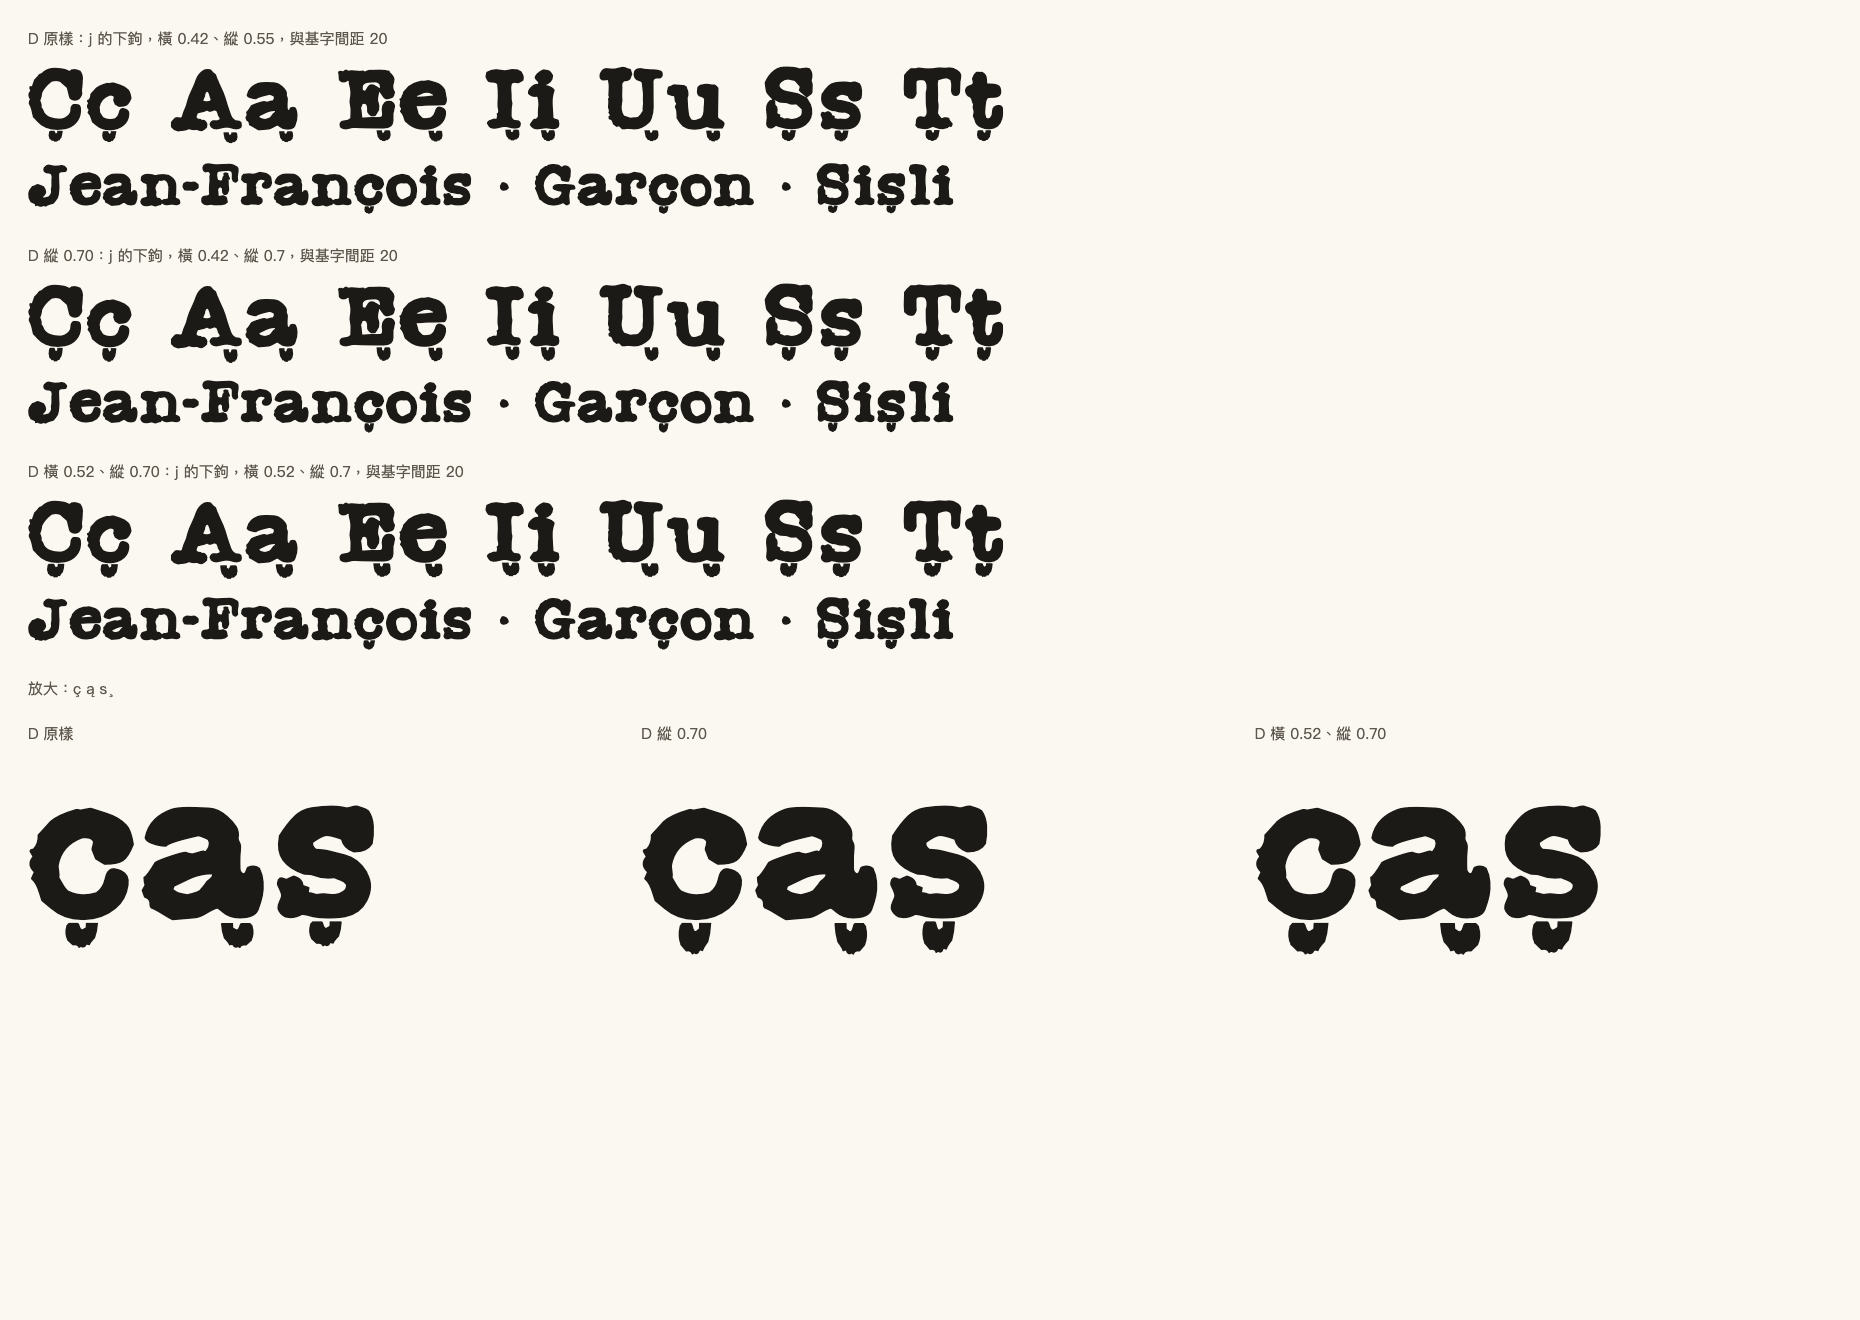 D 原樣：j 的下鉤，橫 0.42、縱 0.55，與基字間距 20
Çç Ąą Ęę Įį Ųų Şş Ţţ
Jean-François · Garçon · Şişli
D 縱 0.70：j 的下鉤，橫 0.42、縱 0.7，與基字間距 20
Çç Ąą Ęę Įį Ųų Şş Ţţ
Jean-François · Garçon · Şişli
D 橫 0.52、縱 0.70：j 的下鉤，橫 0.52、縱 0.7，與基字間距 20
Çç Ąą Ęę Įį Ųų Şş Ţţ
Jean-François · Garçon · Şişli
放大：ç ą s¸
D 原樣
D 縱 0.70
D 橫 0.52、縱 0.70
çąş
çąş
çąş